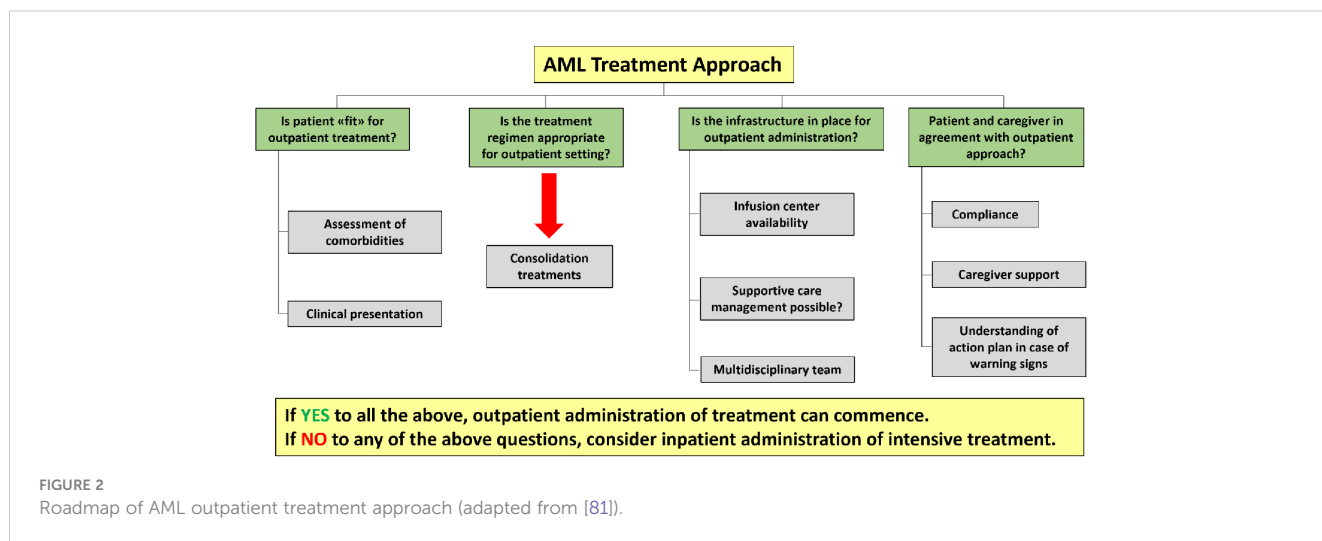 AML Treatment Approach
Is patient «fit» for
outpatient treatment?
Assessment of
comorbidities
Clinical presentation
Is the treatment
regimen appropriate
for outpatient setting?
Consolidation
treatments
Is the infrastructure in place for
outpatient administration?
Infusion center
availability
Supportive care
management possible?
Multidisciplinary team
Patient and caregiver in
agreement with outpatient
approach?
Compliance
Caregiver support
Understanding of
action plan in case of
warning signs
If YES to all the above, outpatient administration of treatment can commence.
If NO to any of the above questions, consider inpatient administration of intensive treatment.
FIGURE 2
Roadmap of AML outpatient treatment approach (adapted from [81]).